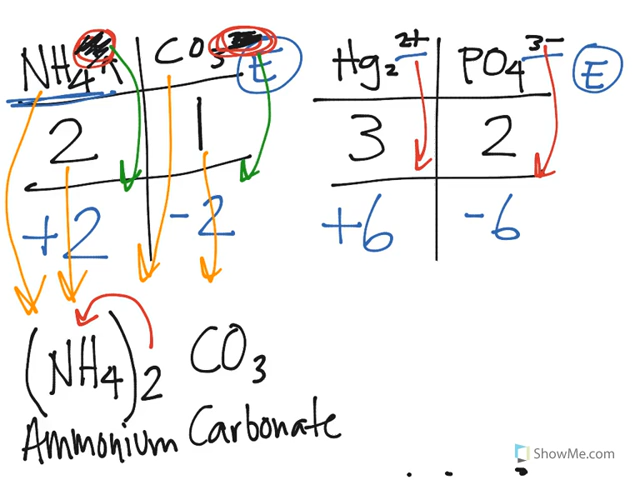 NH4 CO3 E Hg2 2+ PO4 3- E
2 1 3 2
+2 -2 +6 -6
(NH4)2 CO3
Ammonium Carbonate
ShowMe.com